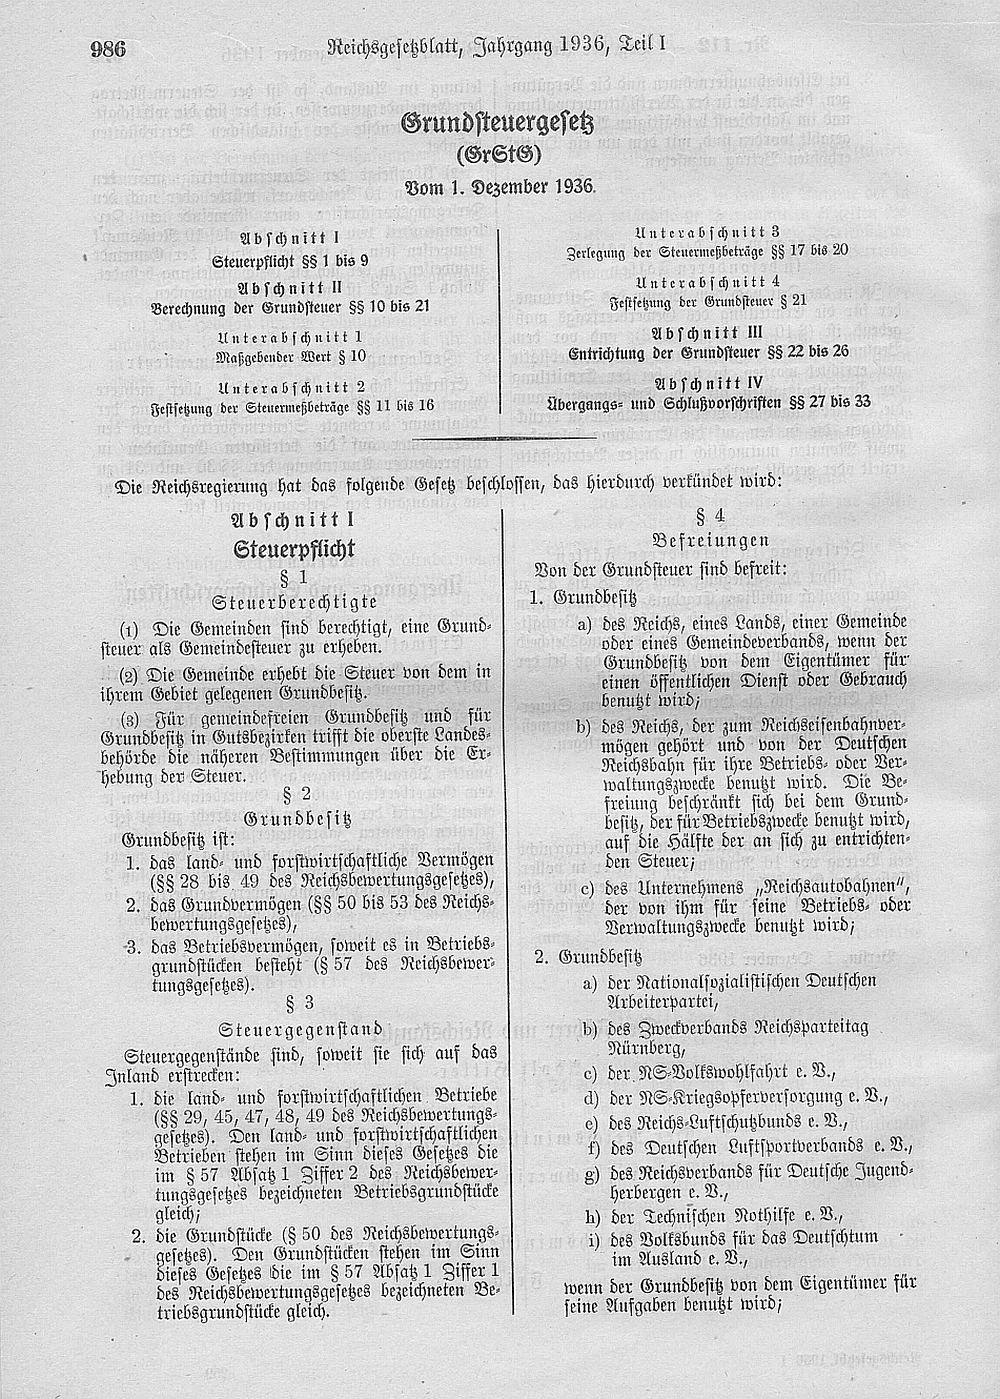 986
Reichsgesetzblatt, Jahrgang 1936, Teil I
Grundsteuergesetz
(GrStG)
Vom 1. Dezember 1936.
Abschnitt I
Steuerpflicht §§ 1 bis 9
Abschnitt II
Berechnung der Grundsteuer §§ 10 bis 21
Unterabschnitt 1
Maßgebender Wert § 10
Unterabschnitt 2
Festsetzung der Steuermeßbeträge §§ 11 bis 16
Unterabschnitt 3
Zerlegung der Steuermeßbeträge §§ 17 bis 20
Unterabschnitt 4
Festsetzung der Grundsteuer § 21
Abschnitt III
Entrichtung der Grundsteuer §§ 22 bis 26
Abschnitt IV
Übergangs- und Schlußvorschriften §§ 27 bis 33
Die Reichsregierung hat das folgende Gesetz beschlossen, das hierdurch verkündet wird:
Abschnitt I
Steuerpflicht
§ 1
Steuerberechtigte
(1) Die Gemeinden sind berechtigt, eine Grund-
steuer als Gemeindesteuer zu erheben.
(2) Die Gemeinde erhebt die Steuer von dem in
ihrem Gebiet gelegenen Grundbesitz.
(3) Für gemeindefreien Grundbesitz und für
Grundbesitz in Gutsbezirken trifft die oberste Landes-
behörde die näheren Bestimmungen über die Er-
hebung der Steuer.
§ 2
Grundbesitz
Grundbesitz ist:
1. das land- und forstwirtschaftliche Vermögen
(§§ 28 bis 49 des Reichsbewertungsgesetzes),
2. das Grundvermögen (§§ 50 bis 53 des Reichs-
bewertungsgesetzes),
3. das Betriebsvermögen, soweit es in Betriebs-
grundstücken besteht (§ 57 des Reichsbewer-
tungsgesetzes).
§ 3
Steuergegenstand
Steuergegenstände sind, soweit sie sich auf das
Inland erstrecken:
1. die land- und forstwirtschaftlichen Betriebe
(§§ 29, 45, 47, 48, 49 des Reichsbewertungs-
gesetzes). Den land- und forstwirtschaftlichen
Betrieben stehen im Sinn dieses Gesetzes die
im § 57 Absatz 1 Ziffer 2 des Reichsbewer-
tungsgesetzes bezeichneten Betriebsgrundstücke
gleich;
2. die Grundstücke (§ 50 des Reichsbewertungs-
gesetzes). Den Grundstücken stehen im Sinn
dieses Gesetzes die im § 57 Absatz 1 Ziffer 1
des Reichsbewertungsgesetzes bezeichneten Be-
triebsgrundstücke gleich.
§ 4
Befreiungen
Von der Grundsteuer sind befreit:
1. Grundbesitz
a) des Reichs, eines Lands, einer Gemeinde
oder eines Gemeindeverbands, wenn der
Grundbesitz von dem Eigentümer für
einen öffentlichen Dienst oder Gebrauch
benutzt wird;
b) des Reichs, der zum Reichseisenbahnver-
mögen gehört und von der Deutschen
Reichsbahn für ihre Betriebs- oder Ver-
waltungszwecke benutzt wird. Die Be-
freiung beschränkt sich bei dem Grund-
besitz, der für Betriebszwecke benutzt wird,
auf die Hälfte der an sich zu entrichten-
den Steuer;
c) des Unternehmens „Reichsautobahnen“,
der von ihm für seine Betriebs- oder
Verwaltungszwecke benutzt wird;
2. Grundbesitz
a) der Nationalsozialistischen Deutschen
Arbeiterpartei,
b) des Zweckverbands Reichsparteitag
Nürnberg,
c) der NS-Volkswohlfahrt e. V.,
d) der NS-Kriegsopferversorgung e. V.,
e) des Reichs-Luftschutzbunds e. V.,
f) des Deutschen Luftsportverbands e. V.,
g) des Reichsverbands für Deutsche Jugend-
herbergen e. V.,
h) der Technischen Nothilfe e. V.,
i) des Volksbunds für das Deutschtum
im Ausland e. V.,
wenn der Grundbesitz von dem Eigentümer für
seine Aufgaben benutzt wird;